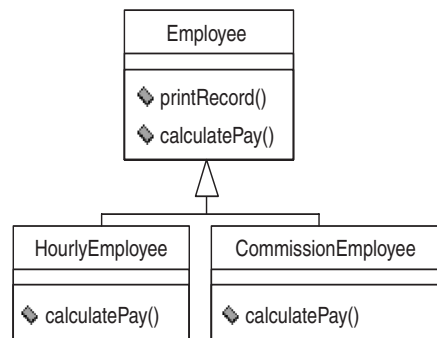 Employee
printRecord()
calculatePay()
HourlyEmployee
calculatePay()
CommissionEmployee
calculatePay()